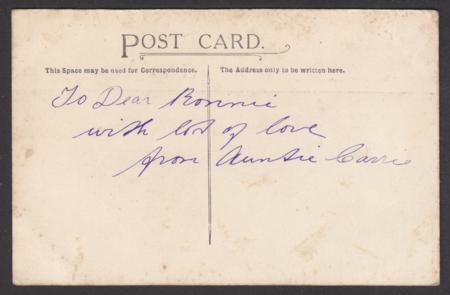 POST CARD.
This Space may be used for Correspondence.
The Address only to be written here.
To Dear Ronnie
with lot of love
from Auntie Carrie